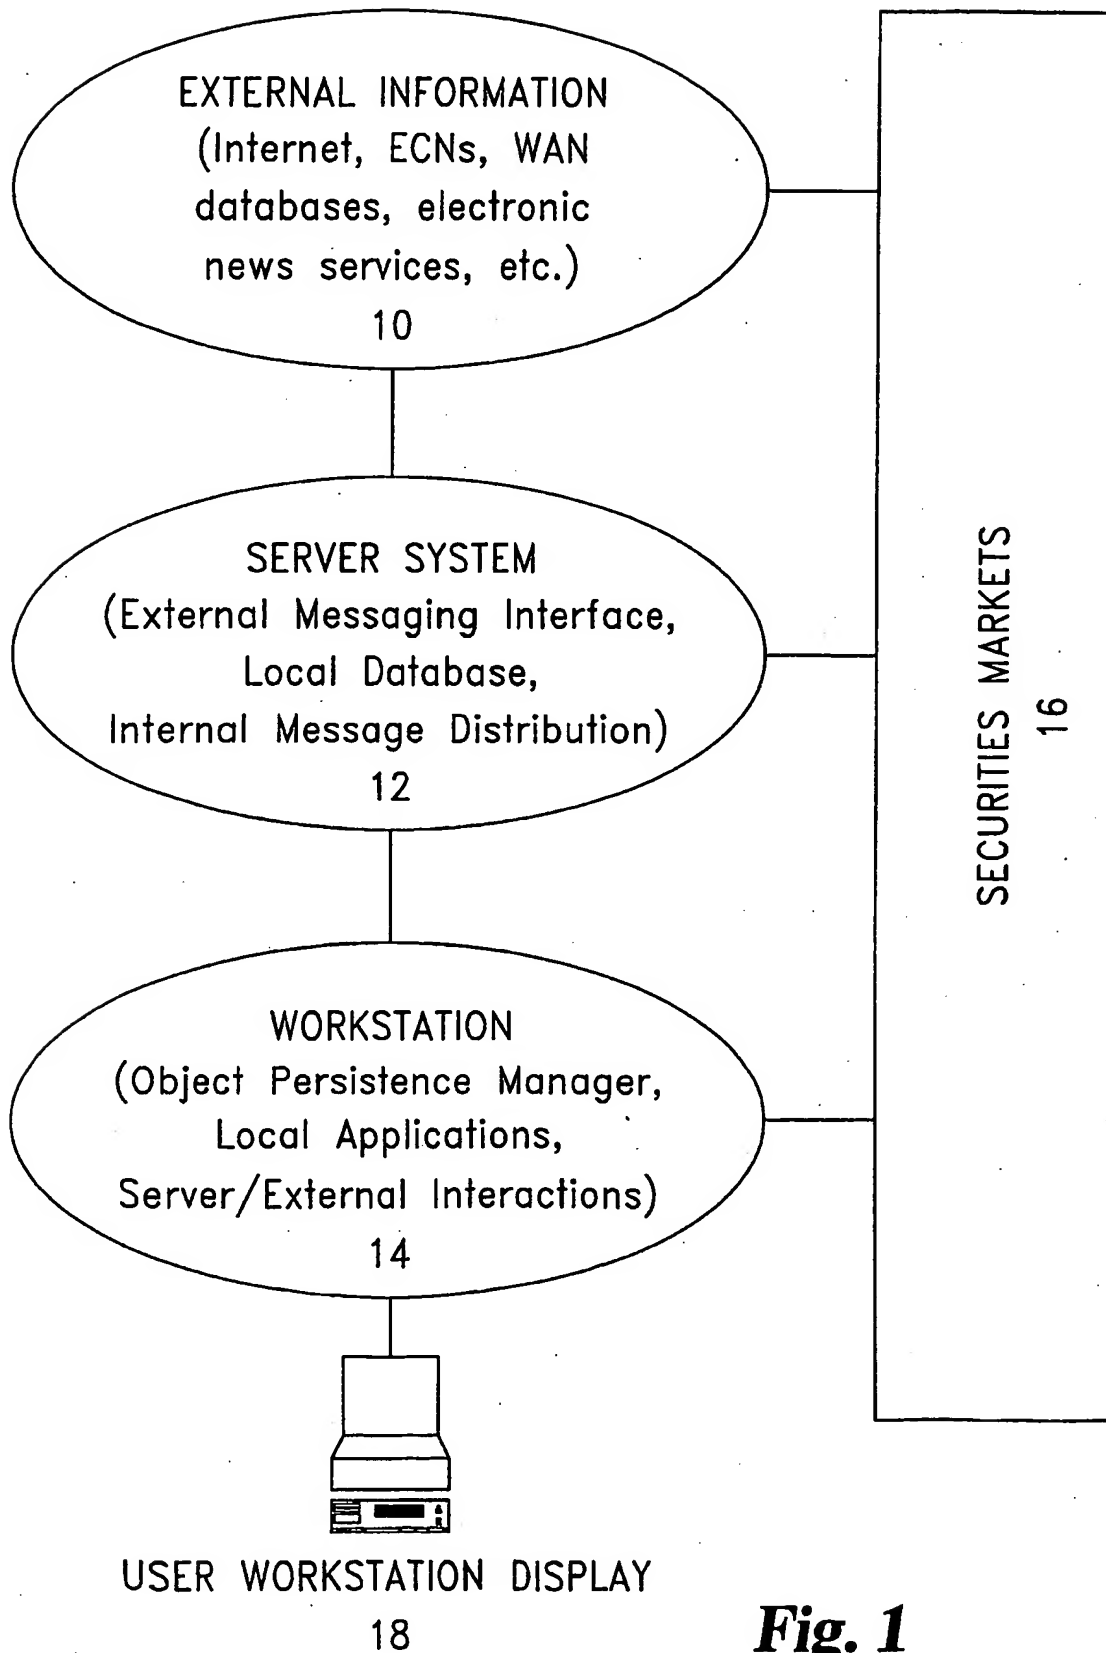 EXTERNAL INFORMATION
(Internet, ECNs, WAN
databases, electronic
news services, etc.)
10
SERVER SYSTEM
(External Messaging Interface,
Local Database,
Internal Message Distribution)
12
WORKSTATION
(Object Persistence Manager,
Local Applications,
Server/External Interactions)
14
SECURITIES MARKETS
16
USER WORKSTATION DISPLAY
18
Fig. 1